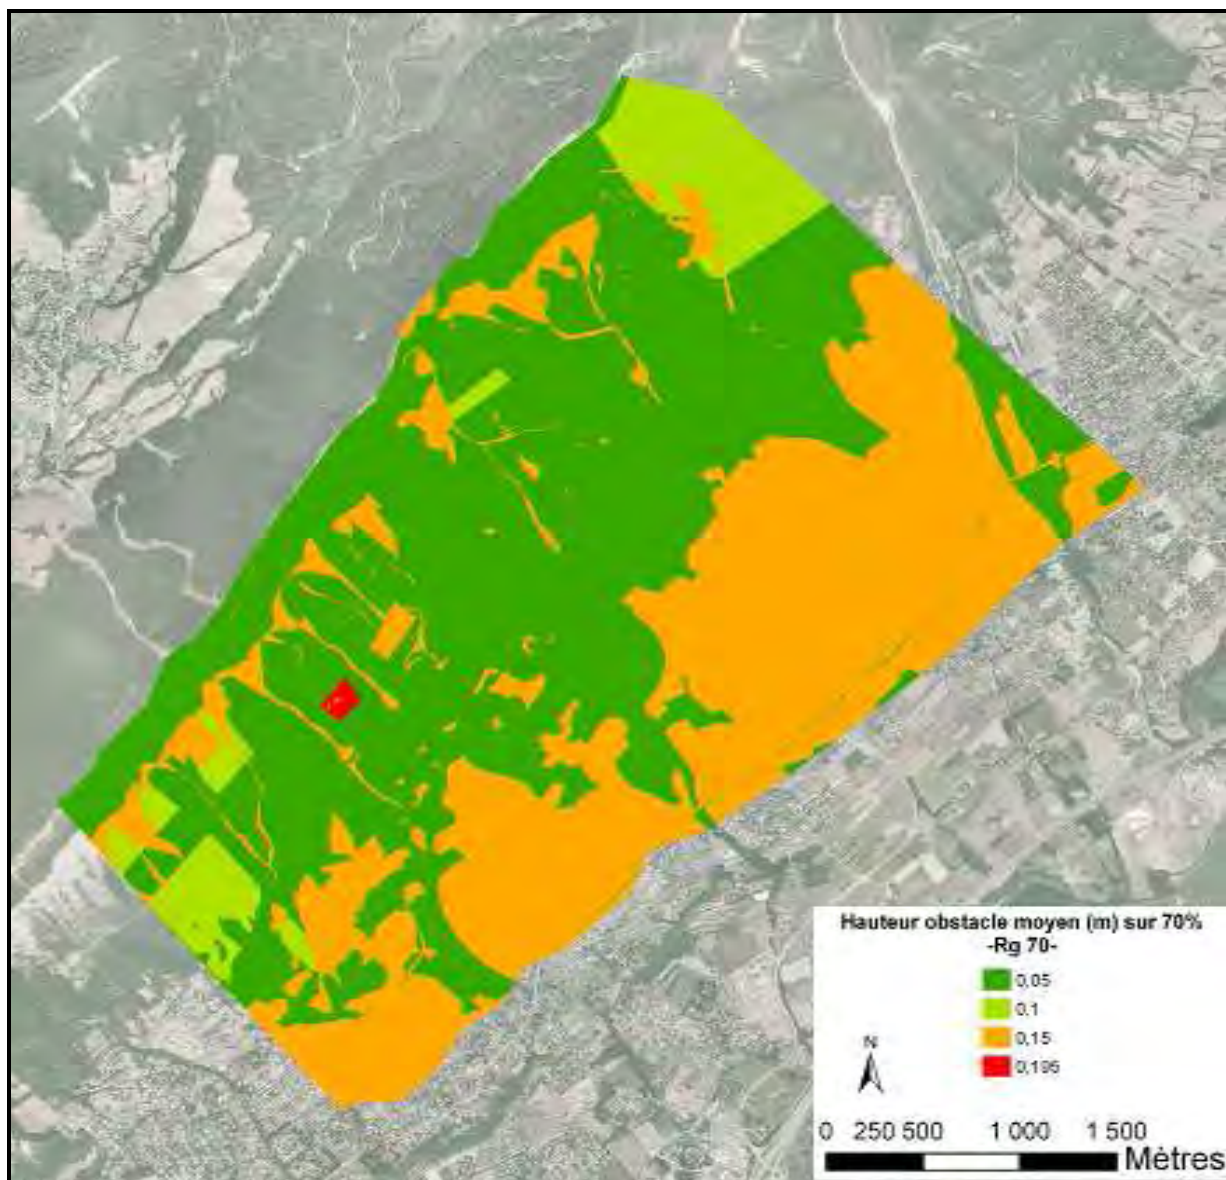 Hauteur obstacle moyen (m) sur 70%
-Rg 70-
0,05
0,1
0,15
0,195
N
0 250 500 1 000 1 500
Mètres